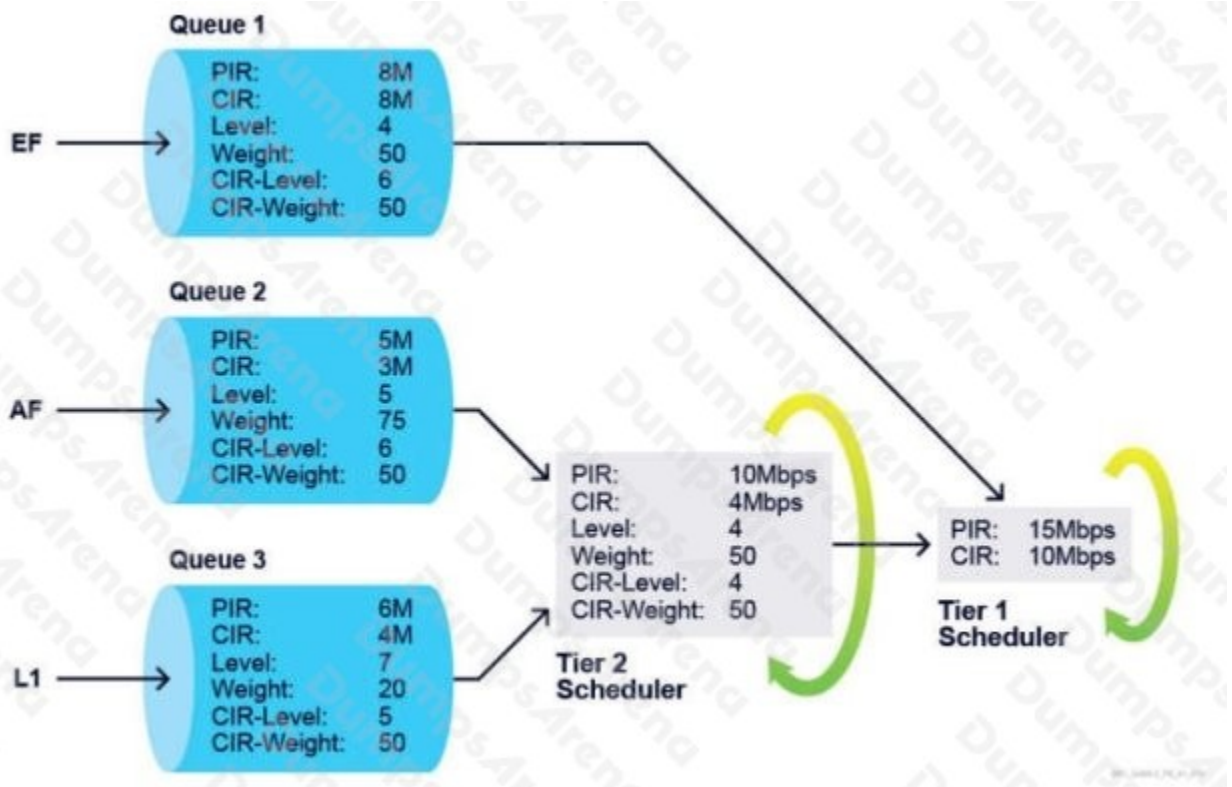 Queue 1
PIR: 8M
CIR: 8M
Level: 4
Weight: 50
CIR-Level: 6
CIR-Weight: 50
EF
Queue 2
PIR: 5M
CIR: 3M
Level: 5
Weight: 75
CIR-Level: 6
CIR-Weight: 50
AF
Queue 3
PIR: 6M
CIR: 4M
Level: 7
Weight: 20
CIR-Level: 5
CIR-Weight: 50
L1
PIR: 10Mbps
CIR: 4Mbps
Level: 4
Weight: 50
CIR-Level: 4
CIR-Weight: 50
Tier 2
Scheduler
PIR: 15Mbps
CIR: 10Mbps
Tier 1
Scheduler
DumpsArena